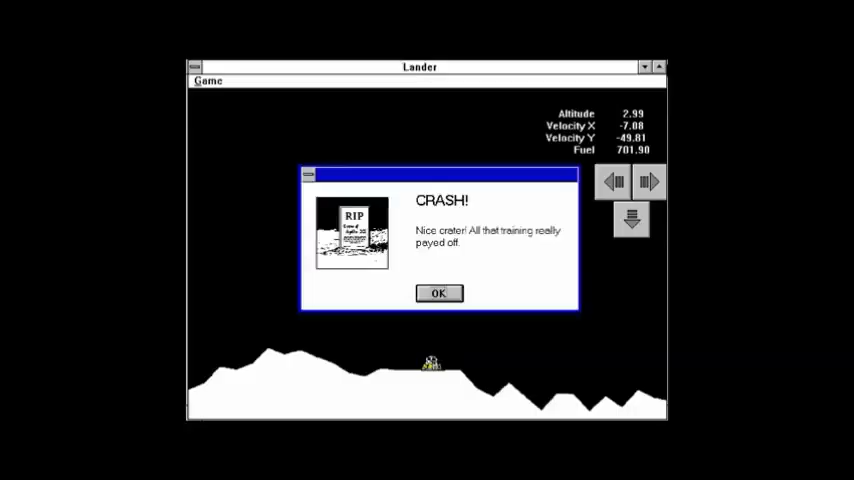 Lander
Game
Altitude 2.99
Velocity X -7.08
Velocity Y -49.81
Fuel 701.90
CRASH!
RIP
Nice crater! All that training really
payed off.
OK